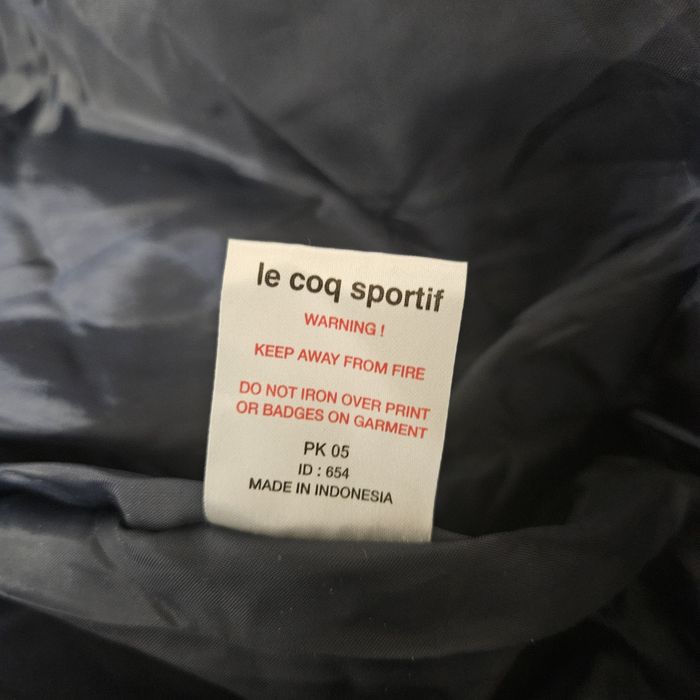 le coq sportif
WARNING !
KEEP AWAY FROM FIRE
DO NOT IRON OVER PRINT
OR BADGES ON GARMENT
PK 05
ID : 654
MADE IN INDONESIA